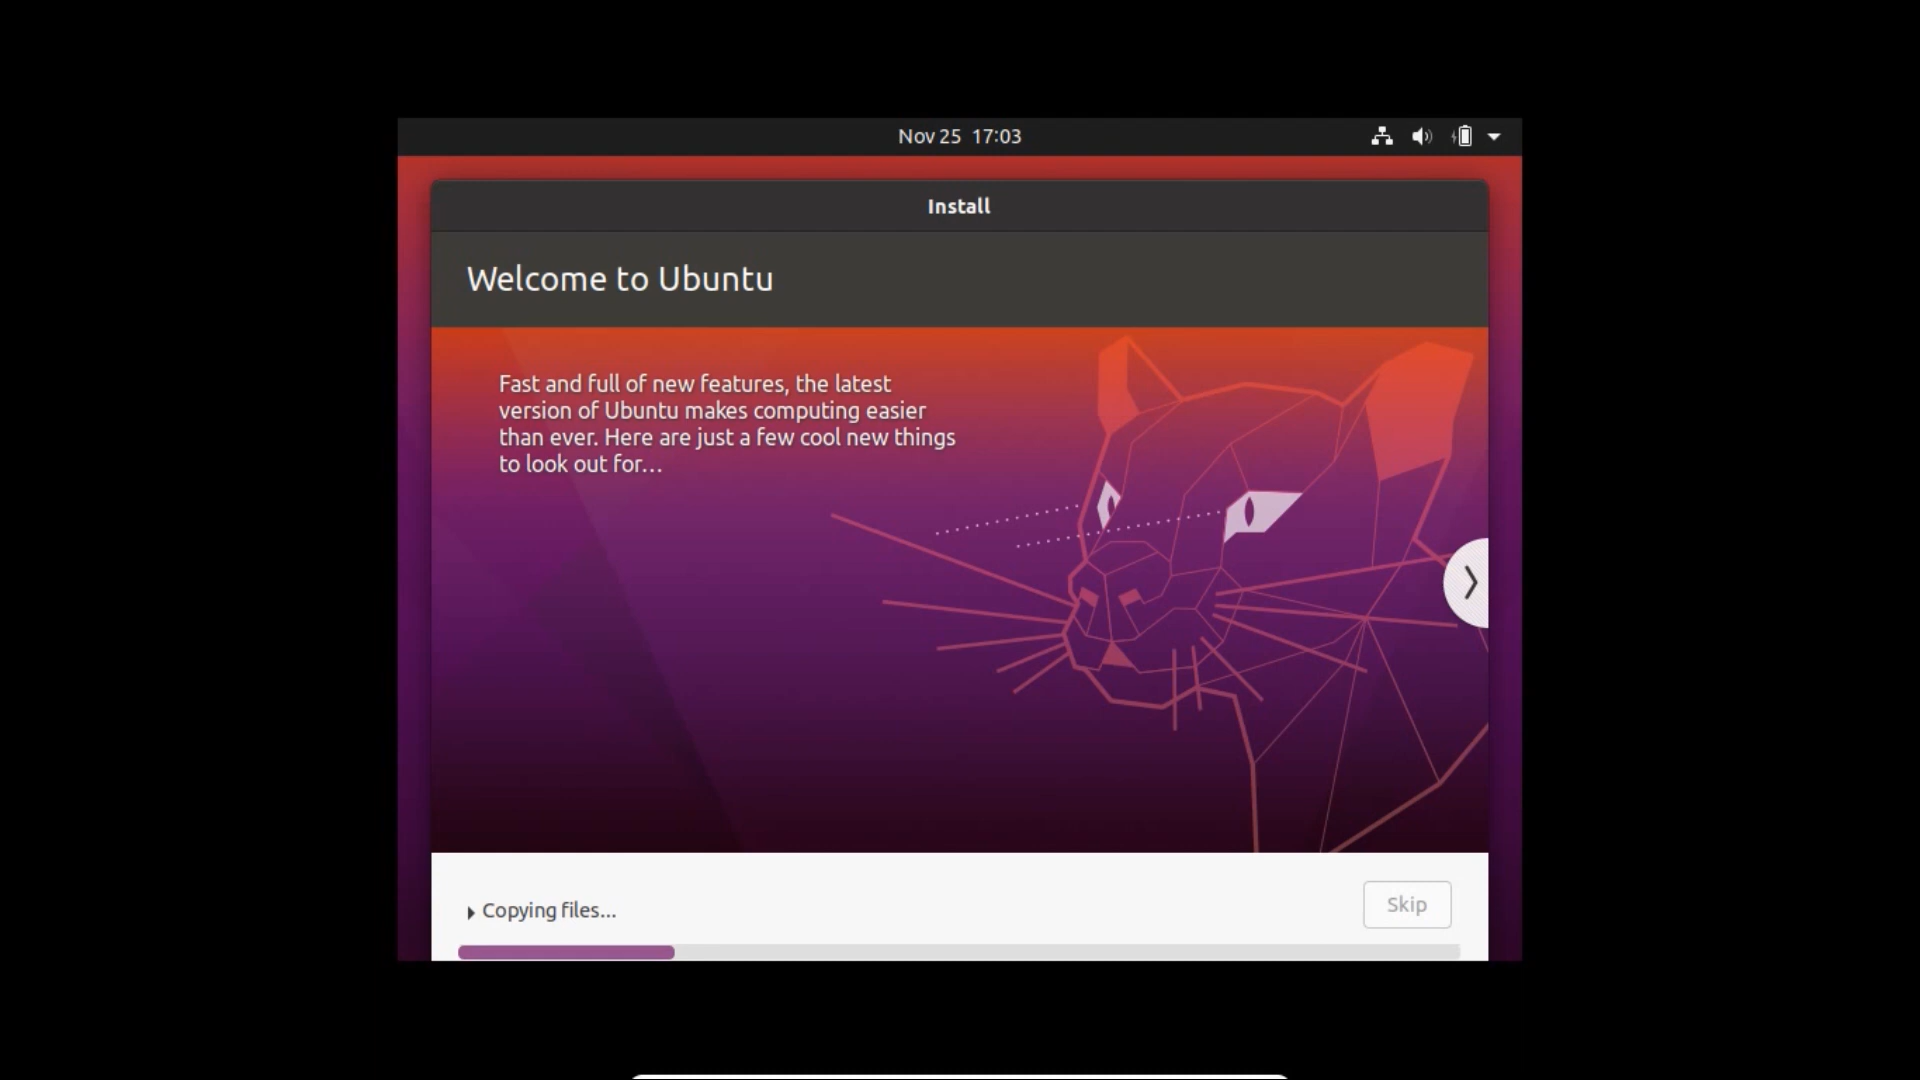 Nov 25 17:03
Install
Welcome to Ubuntu
Fast and full of new features, the latest
version of Ubuntu makes computing easier
than ever. Here are just a few cool new things
to look out for…
Copying files...
Skip